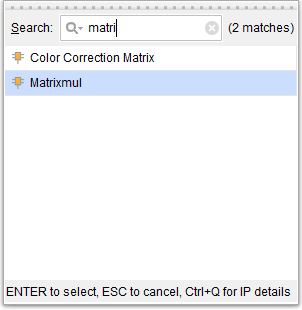 Search: matri (2 matches)
Color Correction Matrix
Matrixmul
ENTER to select, ESC to cancel, Ctrl+Q for IP details